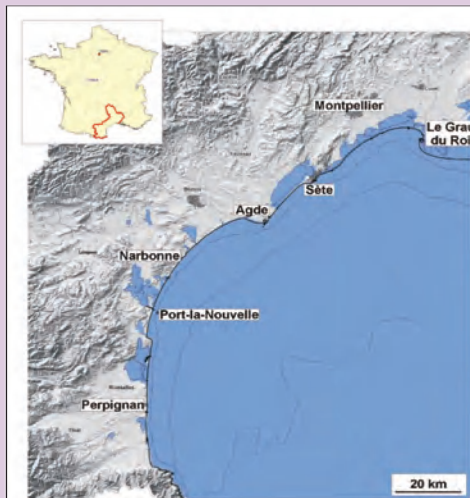 Montpellier
Le Grau
du Roi
Sète
Agde
Narbonne
Port-la-Nouvelle
Perpignan
20 km